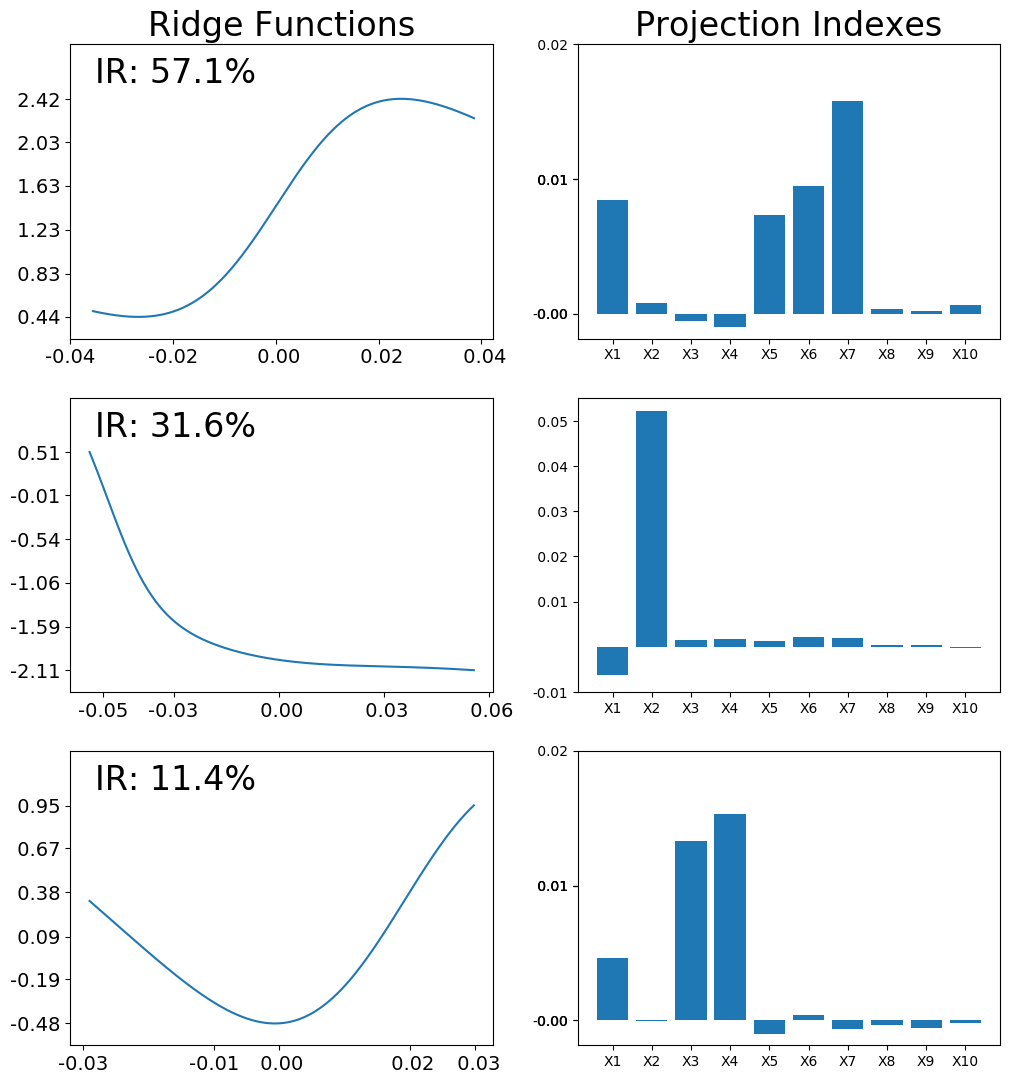 Ridge Functions
Projection Indexes
IR: 57.1%
2.42
2.03
1.63
1.23
0.83
0.44
-0.04 -0.02 0.00 0.02 0.04
0.02
0.01
-0.00
X1 X2 X3 X4 X5 X6 X7 X8 X9 X10
IR: 31.6%
0.51
-0.01
-0.54
-1.06
-1.59
-2.11
-0.05 -0.03 0.00 0.03 0.06
0.05
0.04
0.03
0.02
0.01
-0.01
X1 X2 X3 X4 X5 X6 X7 X8 X9 X10
IR: 11.4%
0.95
0.67
0.38
0.09
-0.19
-0.48
-0.03 -0.01 0.00 0.02 0.03
0.02
0.01
-0.00
X1 X2 X3 X4 X5 X6 X7 X8 X9 X10